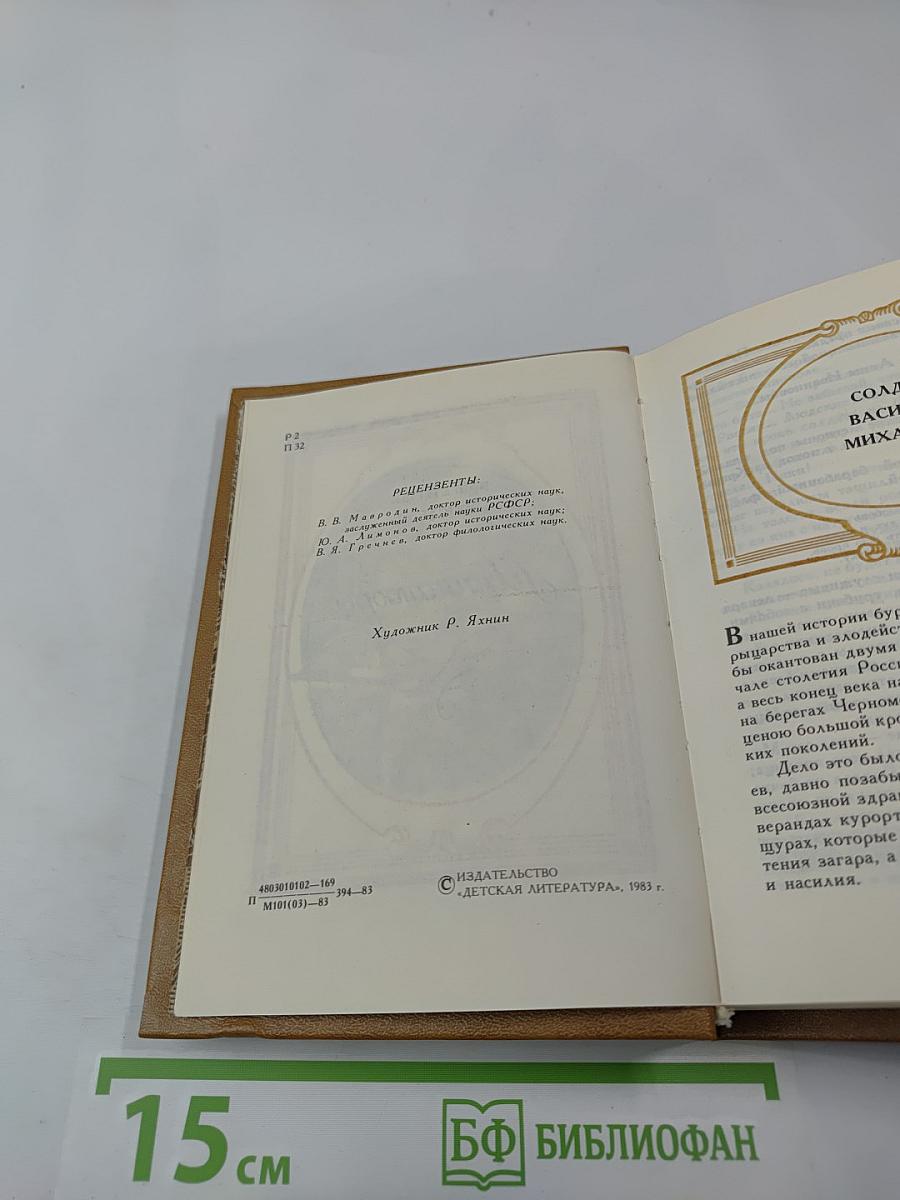 Р 2
П 32
РЕЦЕНЗЕНТЫ:
В. В. Мавродин, доктор исторических наук,
заслуженный деятель науки РСФСР;
Ю. А. Лимонов, доктор исторических наук;
В. Я. Гречнев, доктор филологических наук.
Художник Р. Яхнин
П 4803010102—169
М101(03)—83 394—83
© ИЗДАТЕЛЬСТВО
«ДЕТСКАЯ ЛИТЕРАТУРА», 1983 г.
СОЛД
ВАСИ
МИХА
В нашей истории бур
рыцарства и злодейст
бы окантован двумя
чале столетия Росси
а весь конец века на
на берегах Черномо
ценою большой кро
ких поколений.
Дело это было
ев, давно позабы
всесоюзной здра
верандах курорт
щурах, которые
тения загара, а
и насилия.
15 см
БФ БИБЛИОФАН